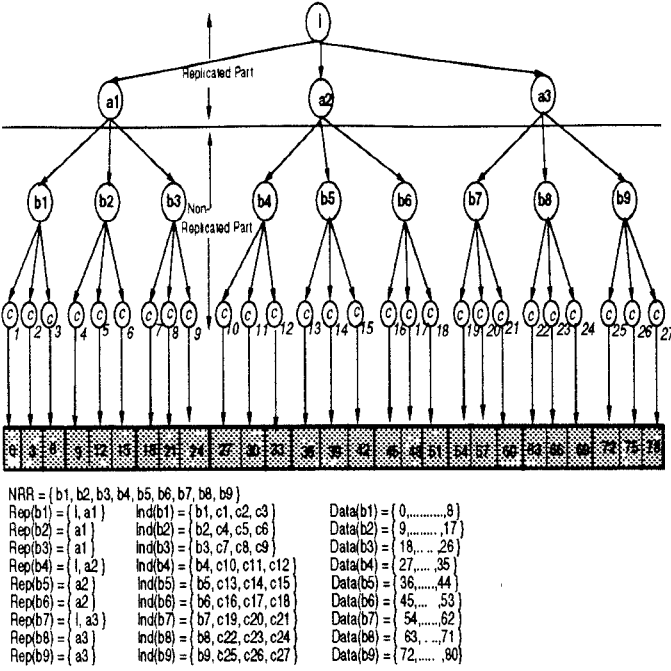 I
Replicated Part
a1 a2 a3
b1 b2 b3 Non- b4 b5 b6 b7 b8 b9
Replicated Part
c c c c c c c c c c c c c c c c c c c c c c c c c c c
1 2 3 4 5 6 7 8 9 10 11 12 13 14 15 16 17 18 19 20 21 22 23 24 25 26 27
0 3 6 9 12 15 18 21 24 27 30 33 36 39 42 45 48 51 54 57 60 63 66 69 72 75 78
NRR = { b1, b2, b3, b4, b5, b6, b7, b8, b9 }
Rep(b1) = { I, a1 } Ind(b1) = { b1, c1, c2, c3 } Data(b1) = { 0,..........,8 }
Rep(b2) = { a1 } Ind(b2) = { b2, c4, c5, c6 } Data(b2) = { 9,....... ,17 }
Rep(b3) = { a1 } Ind(b3) = { b3, c7, c8, c9 } Data(b3) = { 18,.. .. ,26 }
Rep(b4) = { I, a2 } Ind(b4) = { b4, c10, c11, c12 } Data(b4) = { 27,... . ,35 }
Rep(b5) = { a2 } Ind(b5) = { b5, c13, c14, c15 } Data(b5) = { 36,.....,44 }
Rep(b6) = { a2 } Ind(b6) = { b6, c16, c17, c18 } Data(b6) = { 45,... ,53 }
Rep(b7) = { I, a3 } Ind(b7) = { b7, c19, c20, c21 } Data(b7) = { 54,.....,62 }
Rep(b8) = { a3 } Ind(b8) = { b8, c22, c23, c24 } Data(b8) = { 63, . . ,71 }
Rep(b9) = { a3 } Ind(b9) = { b9, c25, c26, c27 } Data(b9) = { 72,..... ,80 }